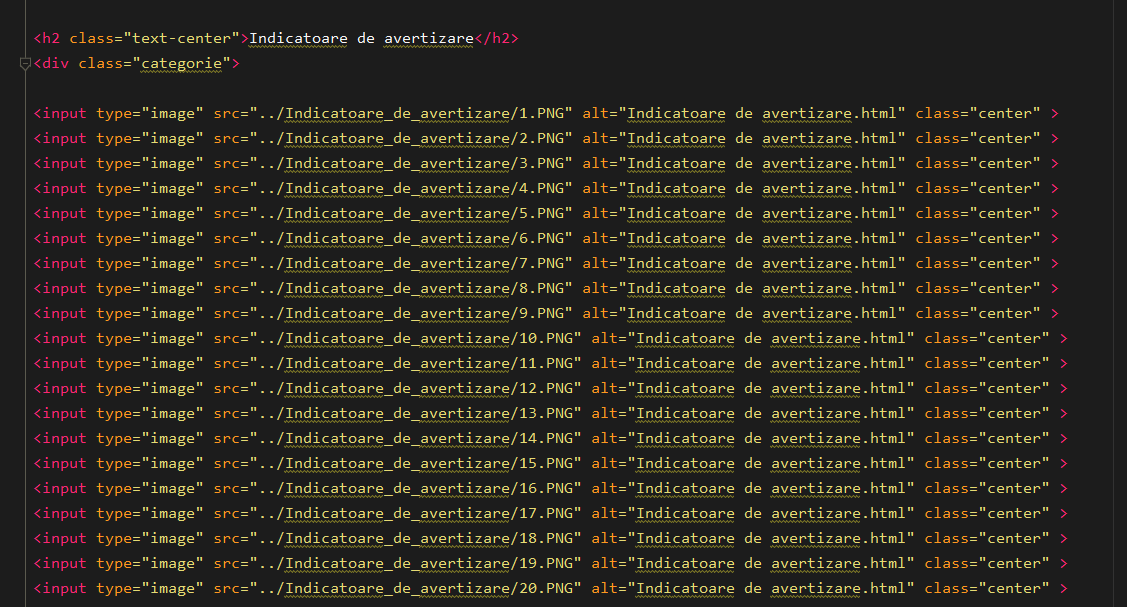 <h2 class="text-center">Indicatoare de avertizare</h2>
<div class="categorie">
<input type="image" src="../Indicatoare_de_avertizare/1.PNG" alt="Indicatoare de avertizare.html" class="center" >
<input type="image" src="../Indicatoare_de_avertizare/2.PNG" alt="Indicatoare de avertizare.html" class="center" >
<input type="image" src="../Indicatoare_de_avertizare/3.PNG" alt="Indicatoare de avertizare.html" class="center" >
<input type="image" src="../Indicatoare_de_avertizare/4.PNG" alt="Indicatoare de avertizare.html" class="center" >
<input type="image" src="../Indicatoare_de_avertizare/5.PNG" alt="Indicatoare de avertizare.html" class="center" >
<input type="image" src="../Indicatoare_de_avertizare/6.PNG" alt="Indicatoare de avertizare.html" class="center" >
<input type="image" src="../Indicatoare_de_avertizare/7.PNG" alt="Indicatoare de avertizare.html" class="center" >
<input type="image" src="../Indicatoare_de_avertizare/8.PNG" alt="Indicatoare de avertizare.html" class="center" >
<input type="image" src="../Indicatoare_de_avertizare/9.PNG" alt="Indicatoare de avertizare.html" class="center" >
<input type="image" src="../Indicatoare_de_avertizare/10.PNG" alt="Indicatoare de avertizare.html" class="center" >
<input type="image" src="../Indicatoare_de_avertizare/11.PNG" alt="Indicatoare de avertizare.html" class="center" >
<input type="image" src="../Indicatoare_de_avertizare/12.PNG" alt="Indicatoare de avertizare.html" class="center" >
<input type="image" src="../Indicatoare_de_avertizare/13.PNG" alt="Indicatoare de avertizare.html" class="center" >
<input type="image" src="../Indicatoare_de_avertizare/14.PNG" alt="Indicatoare de avertizare.html" class="center" >
<input type="image" src="../Indicatoare_de_avertizare/15.PNG" alt="Indicatoare de avertizare.html" class="center" >
<input type="image" src="../Indicatoare_de_avertizare/16.PNG" alt="Indicatoare de avertizare.html" class="center" >
<input type="image" src="../Indicatoare_de_avertizare/17.PNG" alt="Indicatoare de avertizare.html" class="center" >
<input type="image" src="../Indicatoare_de_avertizare/18.PNG" alt="Indicatoare de avertizare.html" class="center" >
<input type="image" src="../Indicatoare_de_avertizare/19.PNG" alt="Indicatoare de avertizare.html" class="center" >
<input type="image" src="../Indicatoare_de_avertizare/20.PNG" alt="Indicatoare de avertizare.html" class="center" >